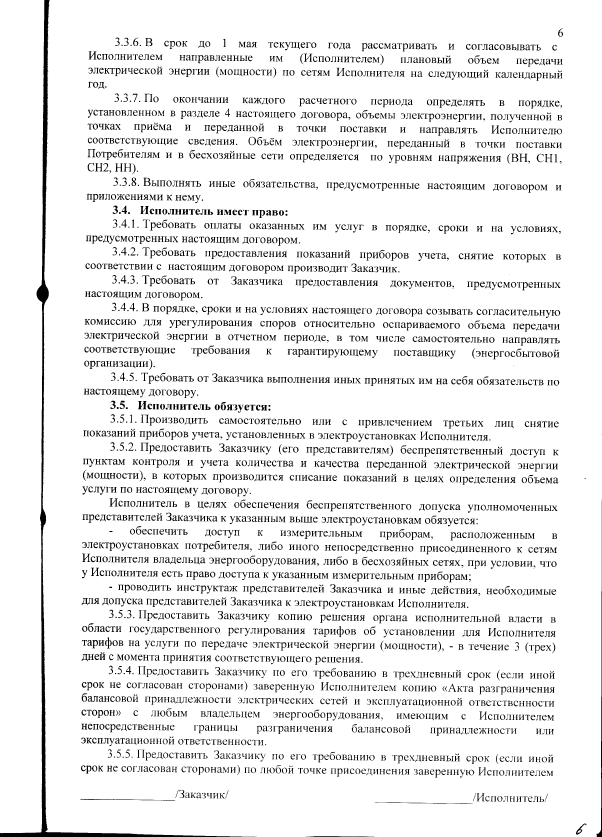 6
3.3.6. В срок до 1 мая текущего года рассматривать и согласовывать с
Исполнителем направленные им (Исполнителем) плановый объем передачи
электрической энергии (мощности) по сетям Исполнителя на следующий календарный
год.
3.3.7. По окончании каждого расчетного периода определять в порядке,
установленном в разделе 4 настоящего договора, объемы электроэнергии, полученной в
точках приёма и переданной в точки поставки и направлять Исполнителю
соответствующие сведения. Объём электроэнергии, переданный в точки поставки
Потребителям и в бесхозяйные сети определяется по уровням напряжения (ВН, СН1,
СН2, НН).
3.3.8. Выполнять иные обязательства, предусмотренные настоящим договором и
приложениями к нему.
3.4. Исполнитель имеет право:
3.4.1. Требовать оплаты оказанных им услуг в порядке, сроки и на условиях,
предусмотренных настоящим договором.
3.4.2. Требовать предоставления показаний приборов учета, снятие которых в
соответствии с настоящим договором производит Заказчик.
3.4.3. Требовать от Заказчика предоставления документов, предусмотренных
настоящим договором.
3.4.4. В порядке, сроки и на условиях настоящего договора созывать согласительную
комиссию для урегулирования споров относительно оспариваемого объема передачи
электрической энергии в отчетном периоде, в том числе самостоятельно направлять
соответствующие требования к гарантирующему поставщику (энергосбытовой
организации).
3.4.5. Требовать от Заказчика выполнения иных принятых им на себя обязательств по
настоящему договору.
3.5. Исполнитель обязуется:
3.5.1. Производить самостоятельно или с привлечением третьих лиц снятие
показаний приборов учета, установленных в электроустановках Исполнителя.
3.5.2. Предоставить Заказчику (его представителям) беспрепятственный доступ к
пунктам контроля и учета количества и качества переданной электрической энергии
(мощности), в которых производится списание показаний в целях определения объема
услуги по настоящему договору.
Исполнитель в целях обеспечения беспрепятственного допуска уполномоченных
представителей Заказчика к указанным выше электроустановкам обязуется:
- обеспечить доступ к измерительным приборам, расположенным в
электроустановках потребителя, либо иного непосредственно присоединенного к сетям
Исполнителя владельца энергооборудования, либо в бесхозяйных сетях, при условии, что
у Исполнителя есть право доступа к указанным измерительным приборам;
- проводить инструктаж представителей Заказчика и иные действия, необходимые
для допуска представителей Заказчика к электроустановкам Исполнителя.
3.5.3. Предоставить Заказчику копию решения органа исполнительной власти в
области государственного регулирования тарифов об установлении для Исполнителя
тарифов на услуги по передаче электрической энергии (мощности), - в течение 3 (трех)
дней с момента принятия соответствующего решения.
3.5.4. Предоставить Заказчику по его требованию в трехдневный срок (если иной
срок не согласован сторонами) заверенную Исполнителем копию «Акта разграничения
балансовой принадлежности электрических сетей и эксплуатационной ответственности
сторон» с любым владельцем энергооборудования, имеющим с Исполнителем
непосредственные границы разграничения балансовой принадлежности или
эксплуатационной ответственности.
3.5.5. Предоставить Заказчику по его требованию в трехдневный срок (если иной
срок не согласован сторонами) по любой точке присоединения заверенную Исполнителем
________________/Заказчик/ ________________/Исполнитель/
6